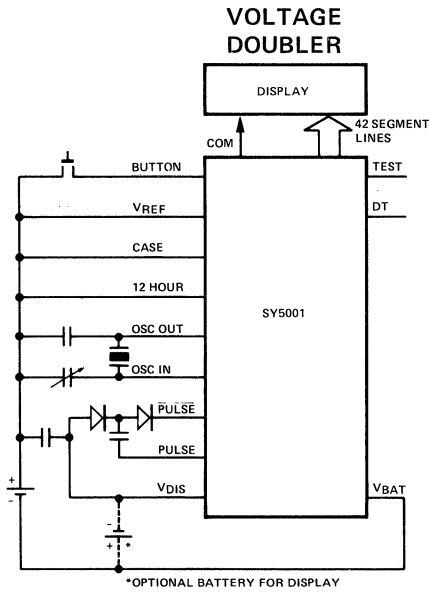 VOLTAGE
DOUBLER
DISPLAY
COM
42 SEGMENT
LINES
BUTTON
TEST
VREF
DT
CASE
12 HOUR
SY5001
OSC OUT
OSC IN
PULSE
PULSE
VDIS
VBAT
+
-
-
+
*
*OPTIONAL BATTERY FOR DISPLAY